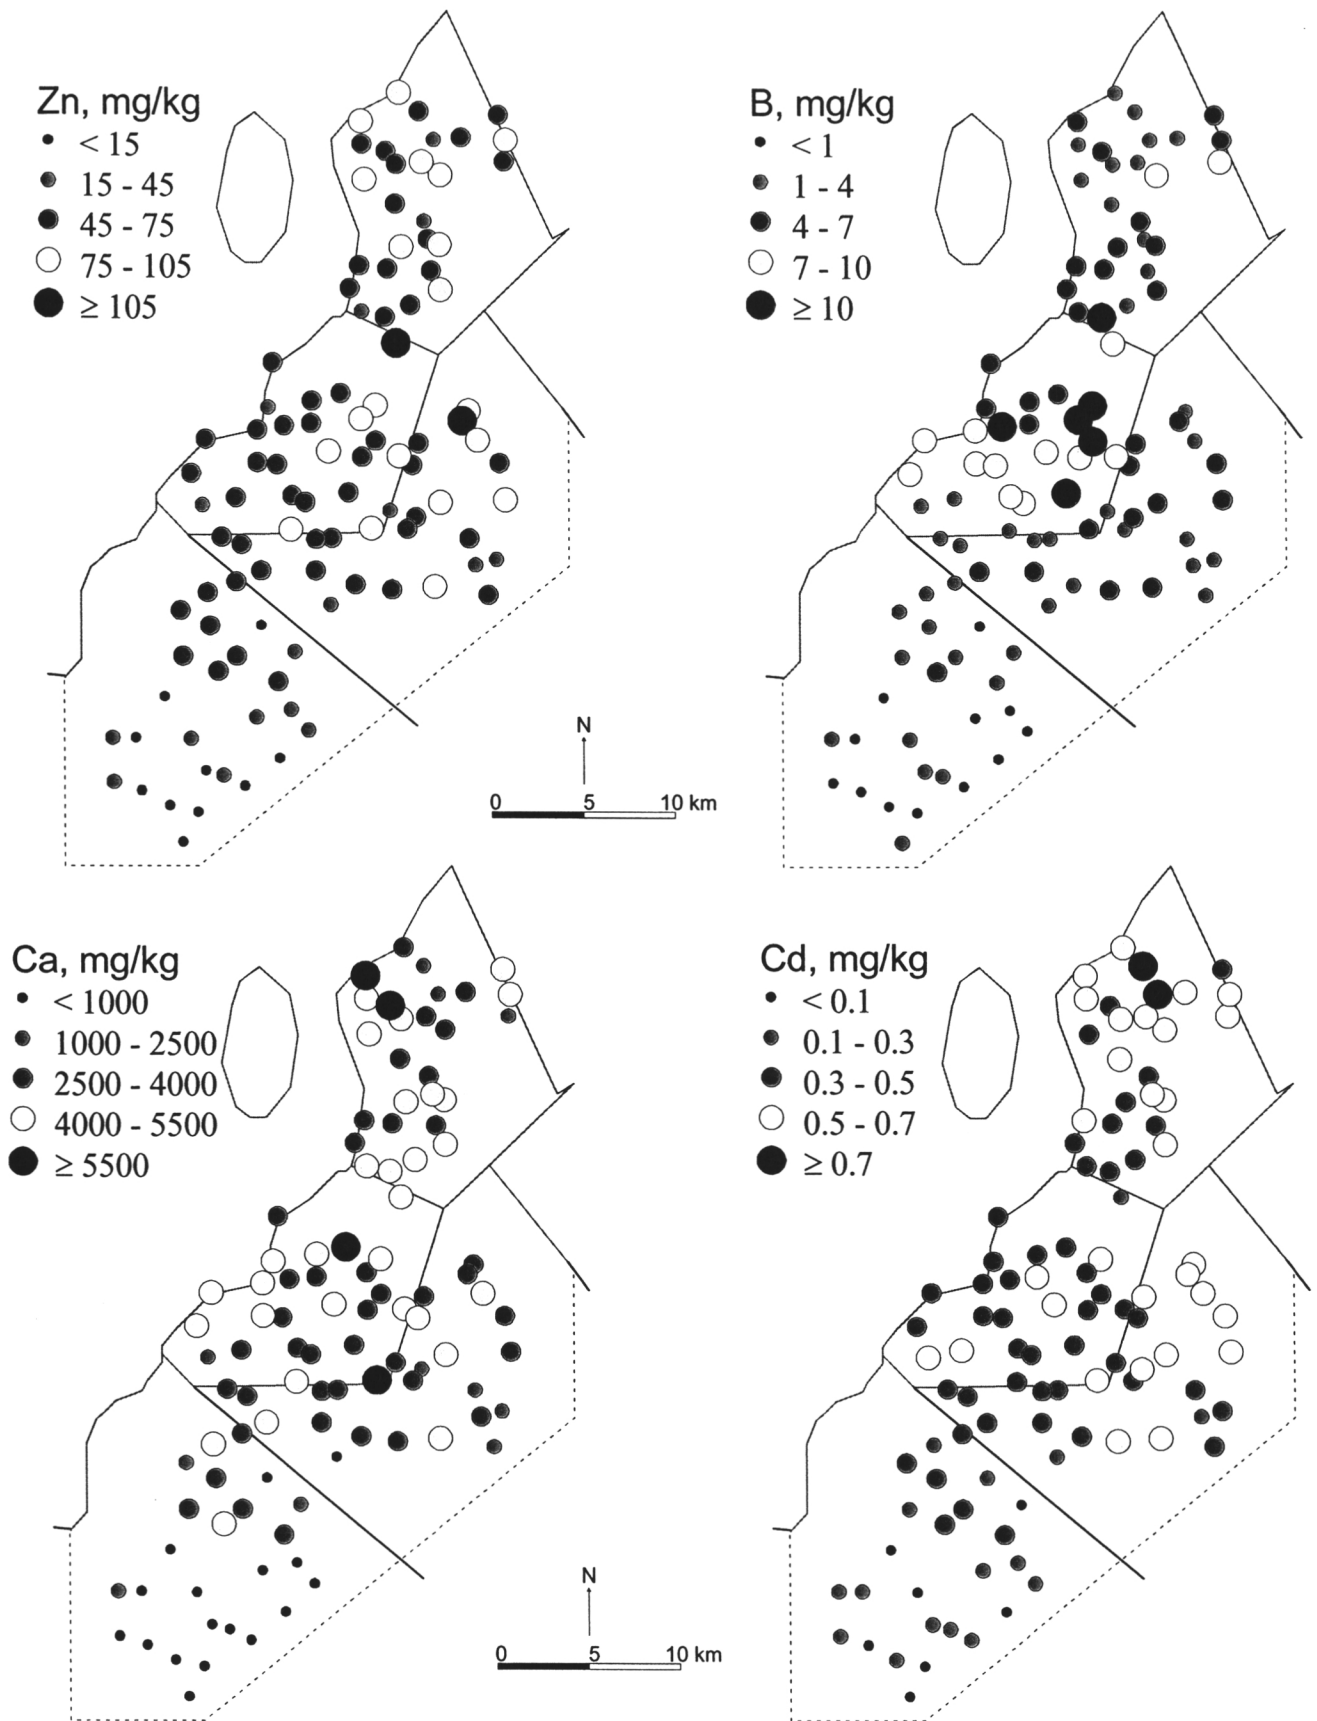 Zn, mg/kg
< 15
15 - 45
45 - 75
75 - 105
≥ 105
B, mg/kg
< 1
1 - 4
4 - 7
7 - 10
≥ 10
N
0 5 10 km
Ca, mg/kg
< 1000
1000 - 2500
2500 - 4000
4000 - 5500
≥ 5500
Cd, mg/kg
< 0.1
0.1 - 0.3
0.3 - 0.5
0.5 - 0.7
≥ 0.7
N
0 5 10 km